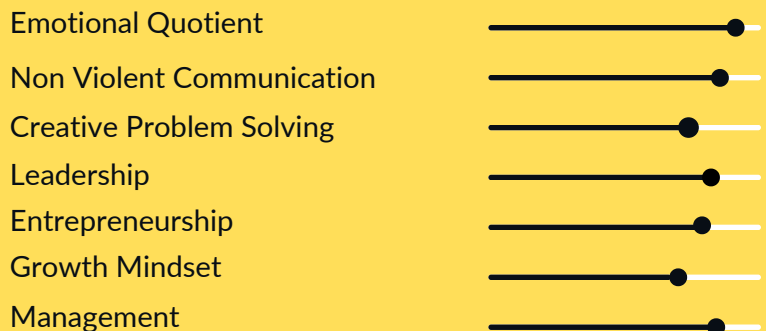 Emotional Quotient
Non Violent Communication
Creative Problem Solving
Leadership
Entrepreneurship
Growth Mindset
Management